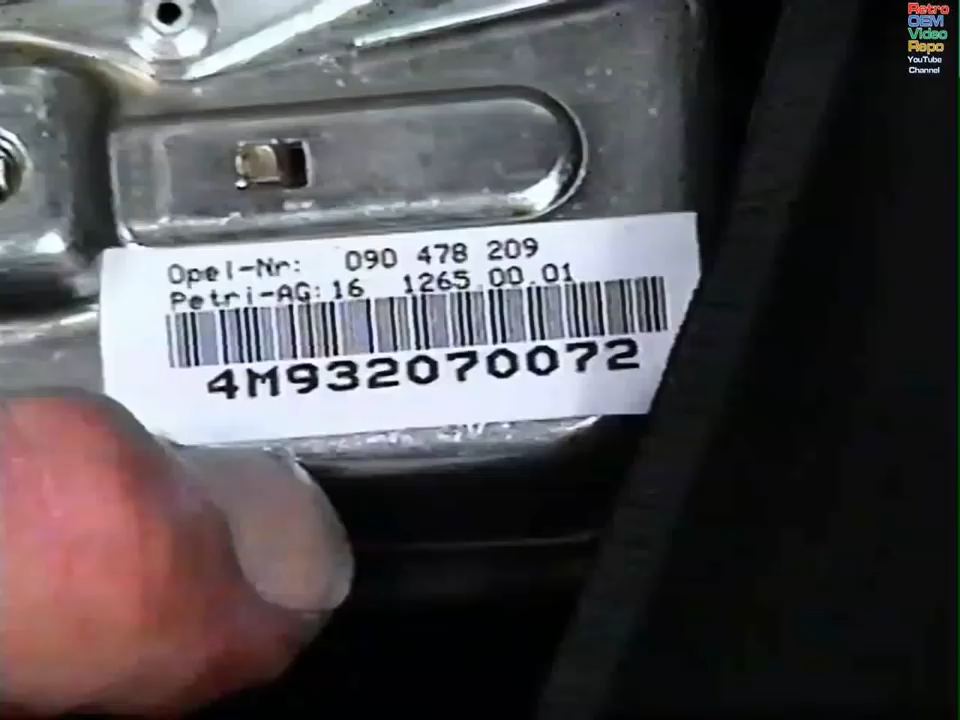 Retro
OEM
Video
Repo
YouTube
Channel
Opel-Nr: 090 478 209
Petri-AG: 16 1265.00.01
4M932070072